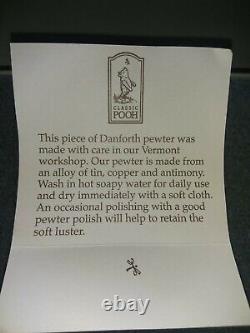 CLASSIC
POOH
This piece of Danforth pewter was
made with care in our Vermont
workshop. Our pewter is made from
an alloy of tin, copper and antimony.
Wash in hot soapy water for daily use
and dry immediately with a soft cloth.
An occasional polishing with a good
pewter polish will help to retain the
soft luster.